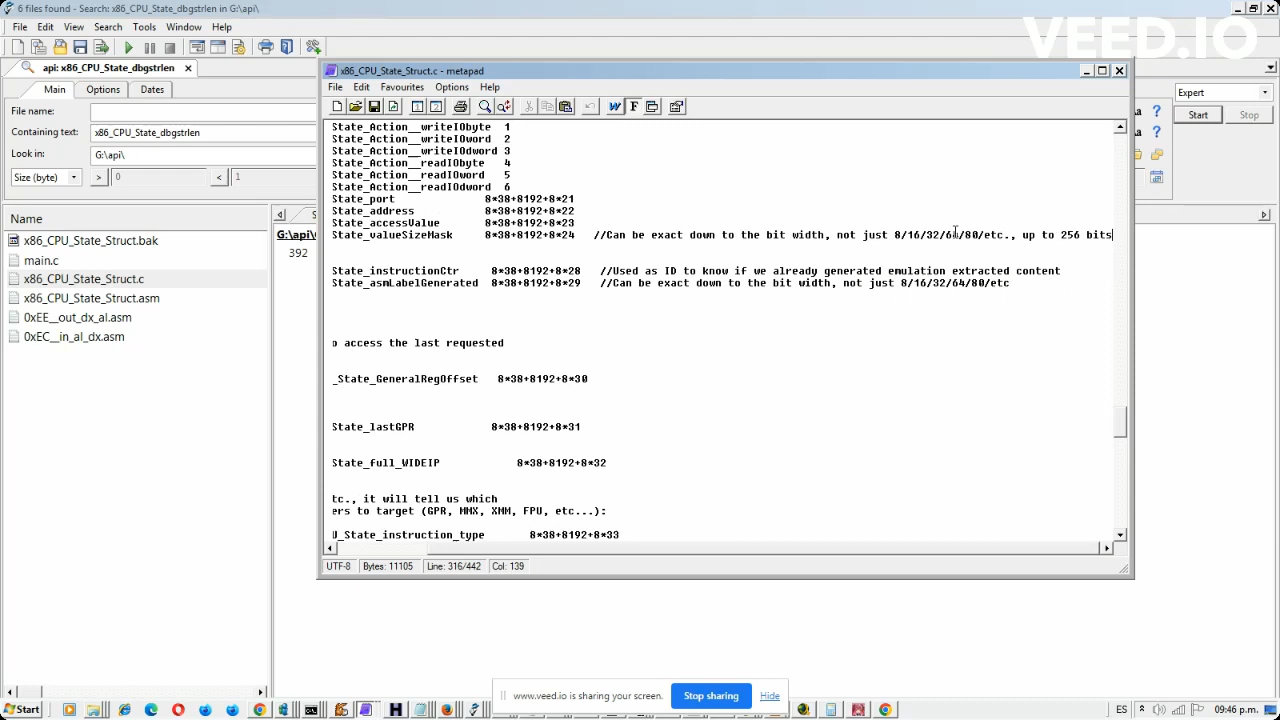 6 files found - Search: x86_CPU_State_dbgstrlen in G:\api\
File Edit View Search Tools Window Help
VEED.IO
api: x86_CPU_State_dbgstrlen
Main Options Dates
File name:
Containing text: x86_CPU_State_dbgstrlen
Look in: G:\api\
Size (byte) > 0 < 1
Expert
Start Stop
Name
x86_CPU_State_Struct.bak
main.c
x86_CPU_State_Struct.c
x86_CPU_State_Struct.asm
0xEE__out_dx_al.asm
0xEC__in_al_dx.asm
G:\api\
392
x86_CPU_State_Struct.c - metapad
File Edit Favourites Options Help
State_Action__writeIObyte 1
State_Action__writeIOword 2
State_Action__writeIOdword 3
State_Action__readIObyte 4
State_Action__readIOword 5
State_Action__readIOdword 6
State_port 8*38+8192+8*21
State_address 8*38+8192+8*22
State_accessValue 8*38+8192+8*23
State_valueSizeMask 8*38+8192+8*24 //Can be exact down to the bit width, not just 8/16/32/64/80/etc., up to 256 bits
State_instructionCtr 8*38+8192+8*28 //Used as ID to know if we already generated emulation extracted content
State_asmLabelGenerated 8*38+8192+8*29 //Can be exact down to the bit width, not just 8/16/32/64/80/etc
o access the last requested
_State_GeneralRegOffset 8*38+8192+8*30
State_lastGPR 8*38+8192+8*31
State_full_WIDEIP 8*38+8192+8*32
tc., it will tell us which
ers to target (GPR, MMX, XMM, FPU, etc...):
U_State_instruction_type 8*38+8192+8*33
UTF-8 Bytes: 11105 Line: 316/442 Col: 139
www.veed.io is sharing your screen. Stop sharing Hide
Start
ES 09:46 p.m.